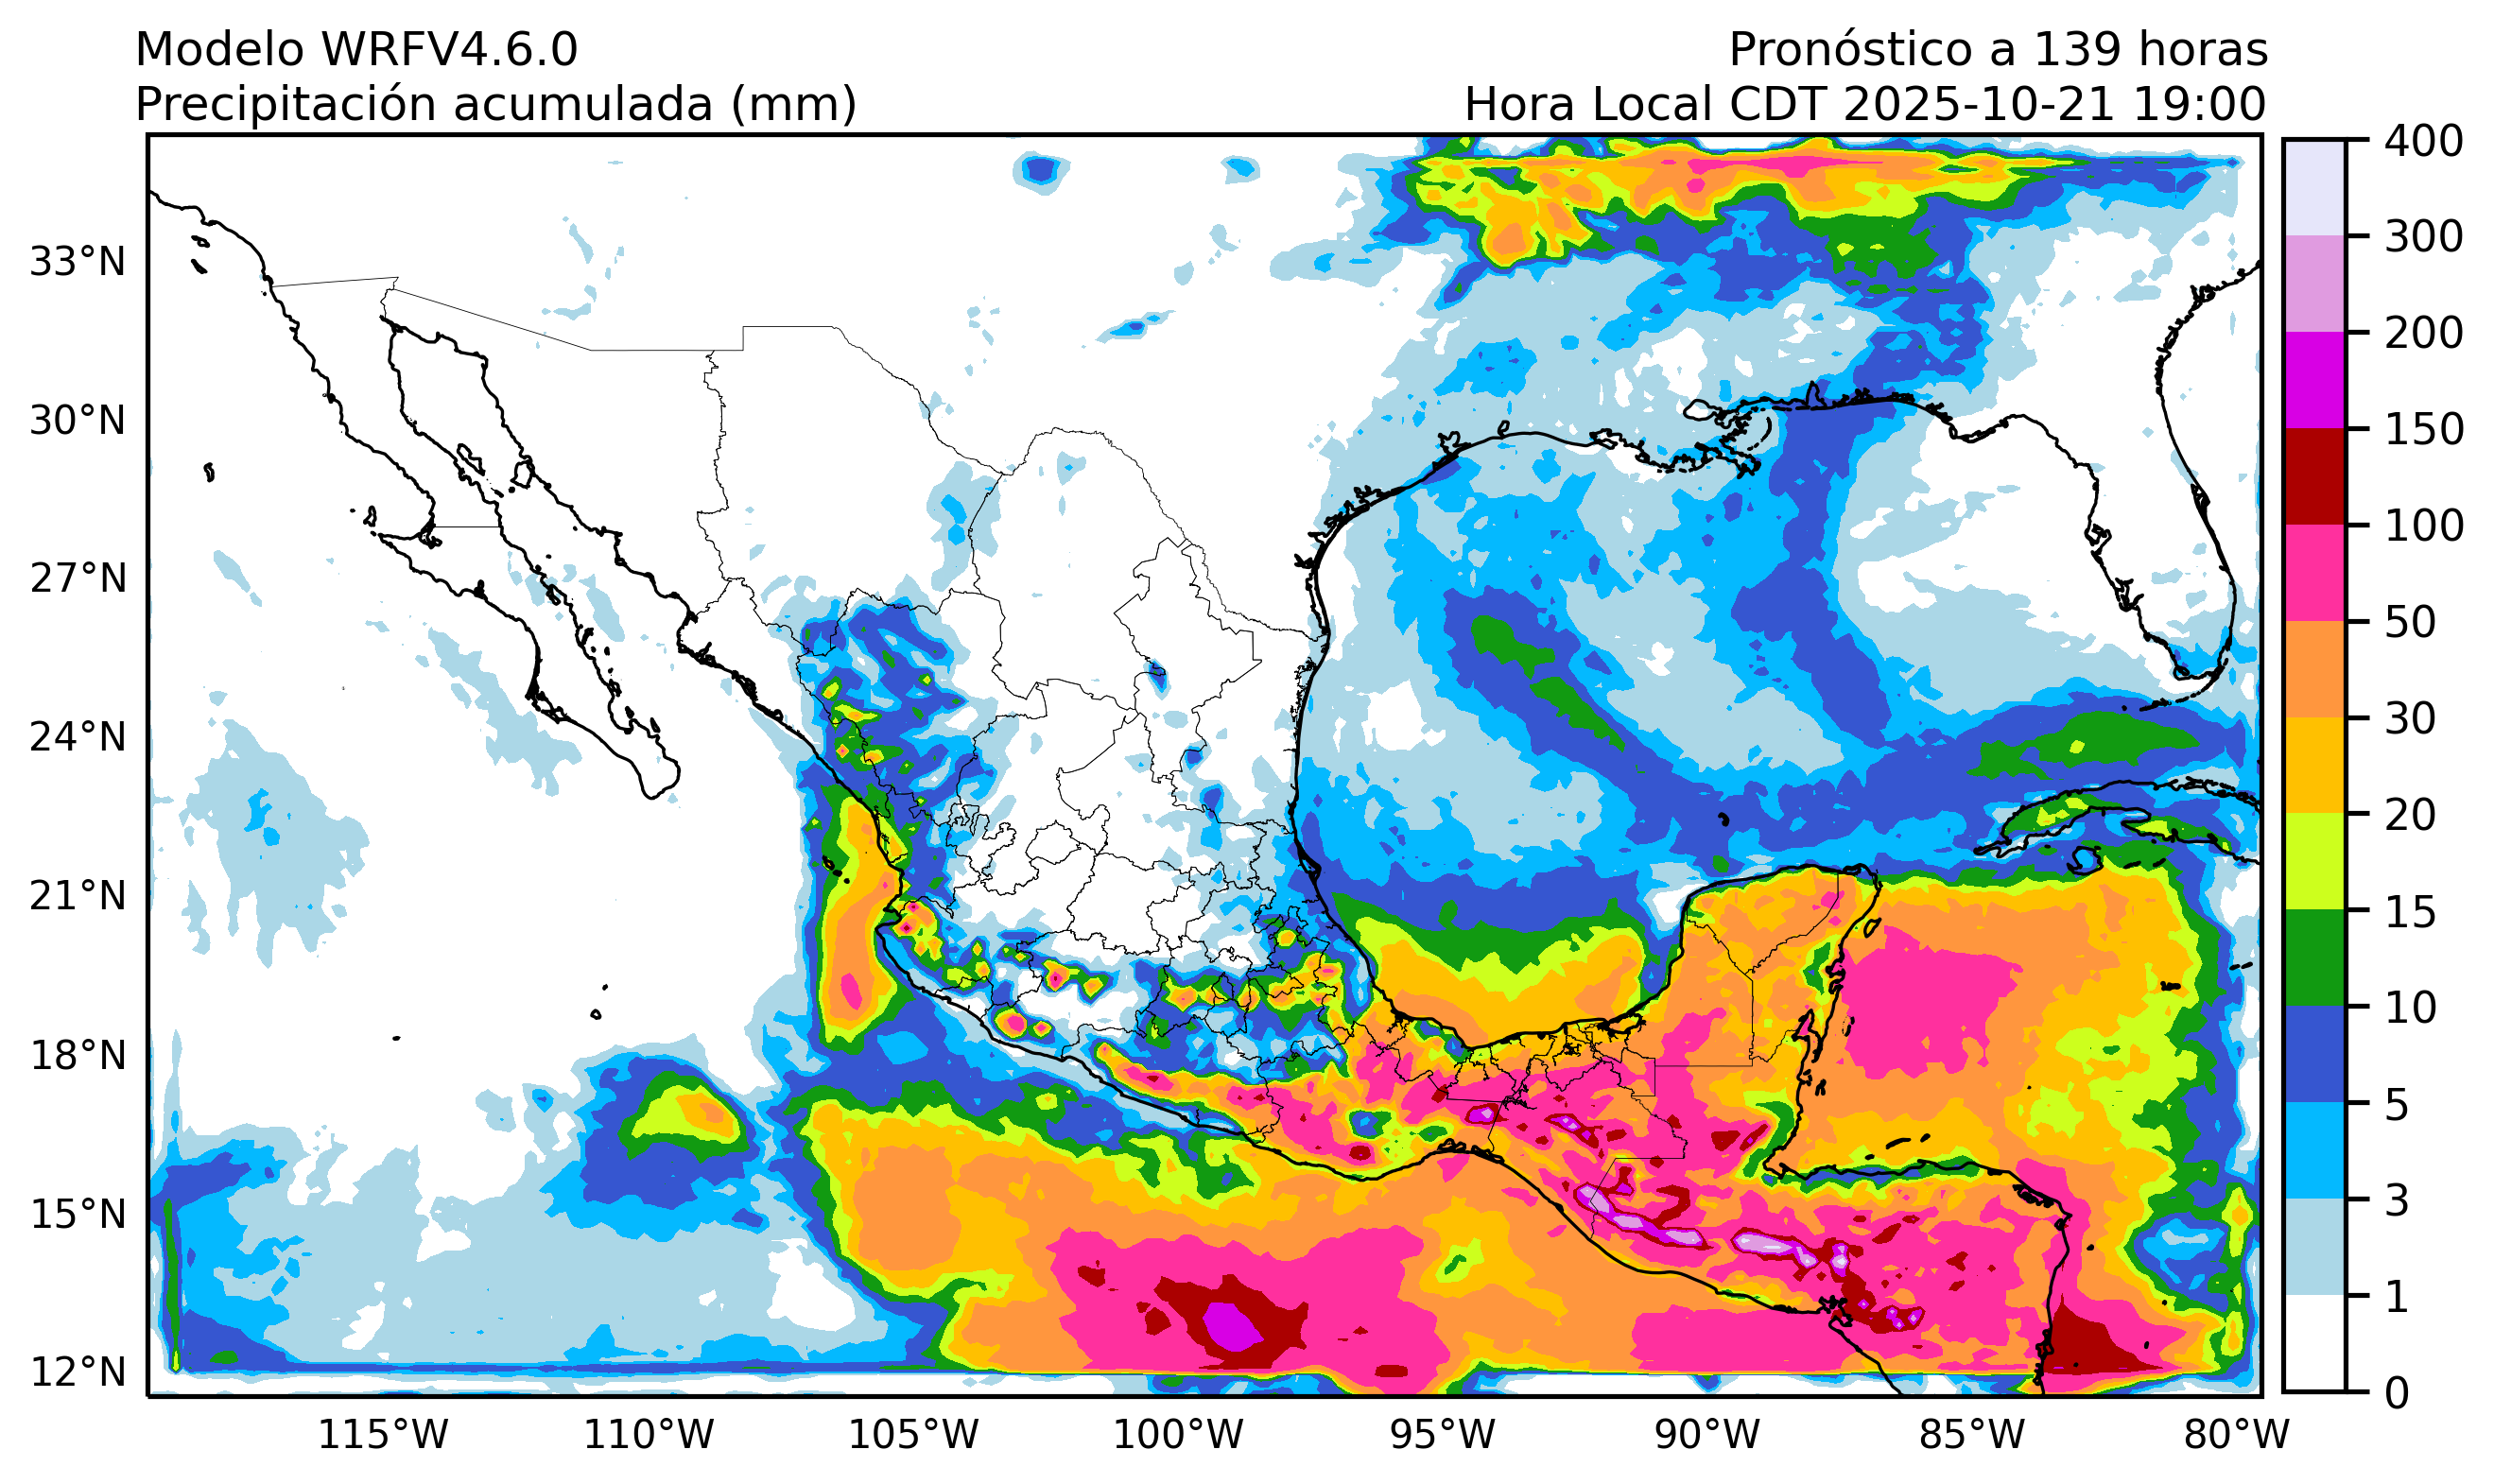 Modelo WRFV4.6.0
Pronóstico a 139 horas
Precipitación acumulada (mm)
Hora Local CDT 2025-10-21 19:00
33°N
30°N
27°N
24°N
21°N
18°N
15°N
12°N
115°W
110°W
105°W
100°W
95°W
90°W
85°W
80°W
400
300
200
150
100
50
30
20
15
10
5
3
1
0